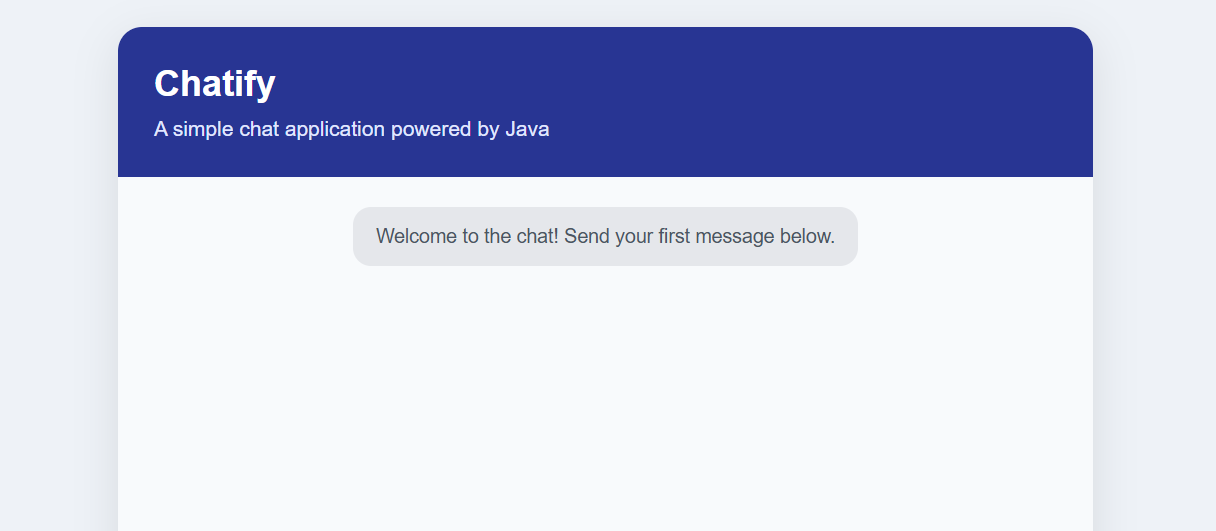 Chatify
A simple chat application powered by Java
Welcome to the chat! Send your first message below.